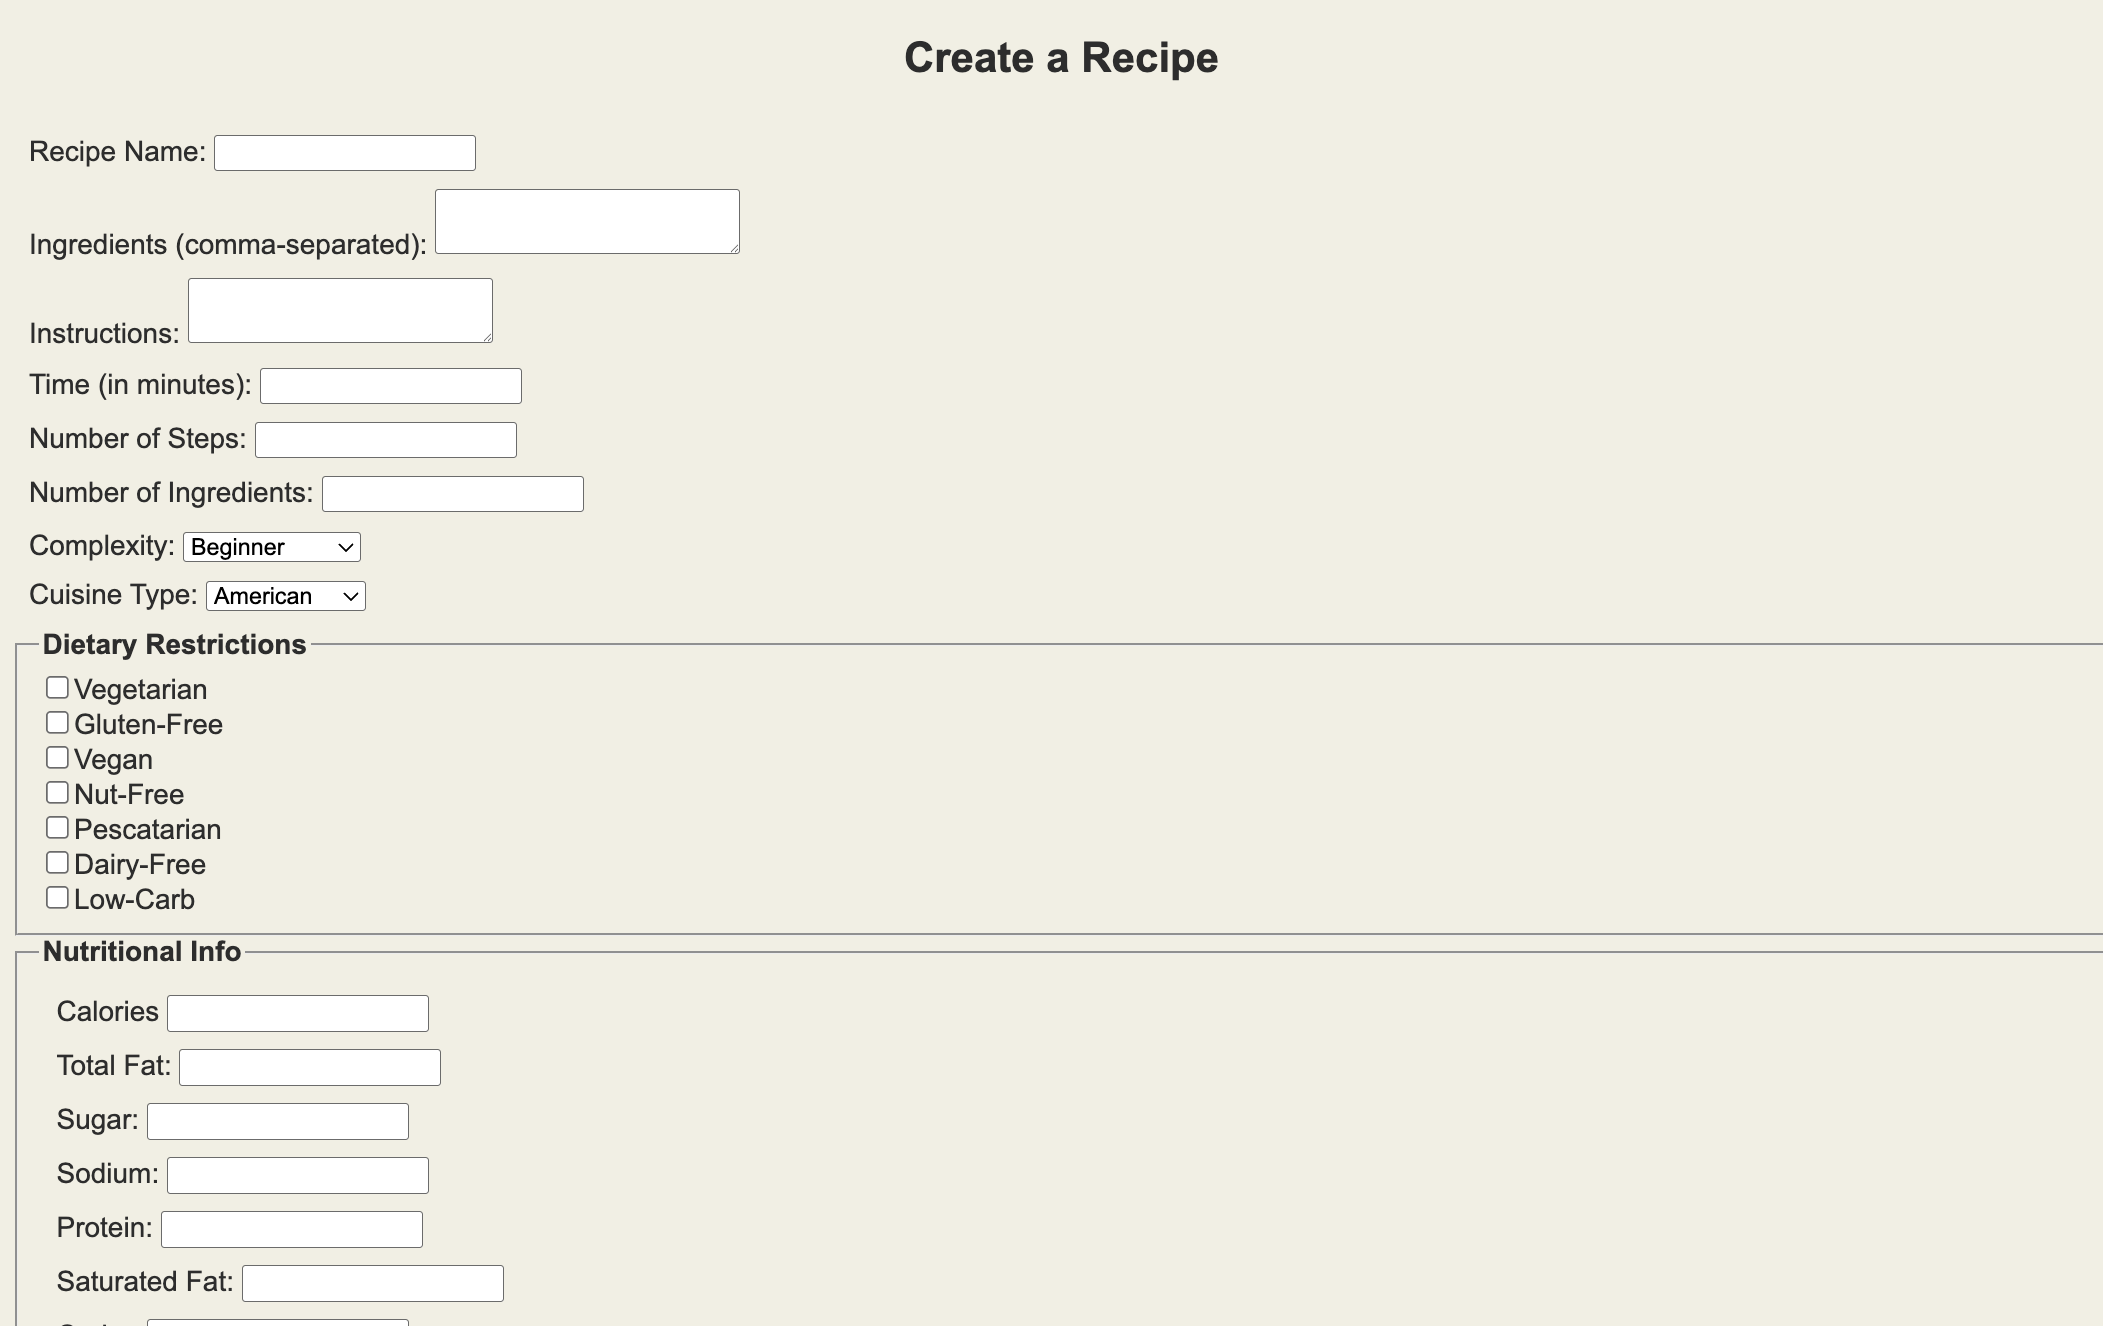 Create a Recipe
Recipe Name:
Ingredients (comma-separated):
Instructions:
Time (in minutes):
Number of Steps:
Number of Ingredients:
Complexity: Beginner
Cuisine Type: American
Dietary Restrictions
Vegetarian
Gluten-Free
Vegan
Nut-Free
Pescatarian
Dairy-Free
Low-Carb
Nutritional Info
Calories
Total Fat:
Sugar:
Sodium:
Protein:
Saturated Fat: